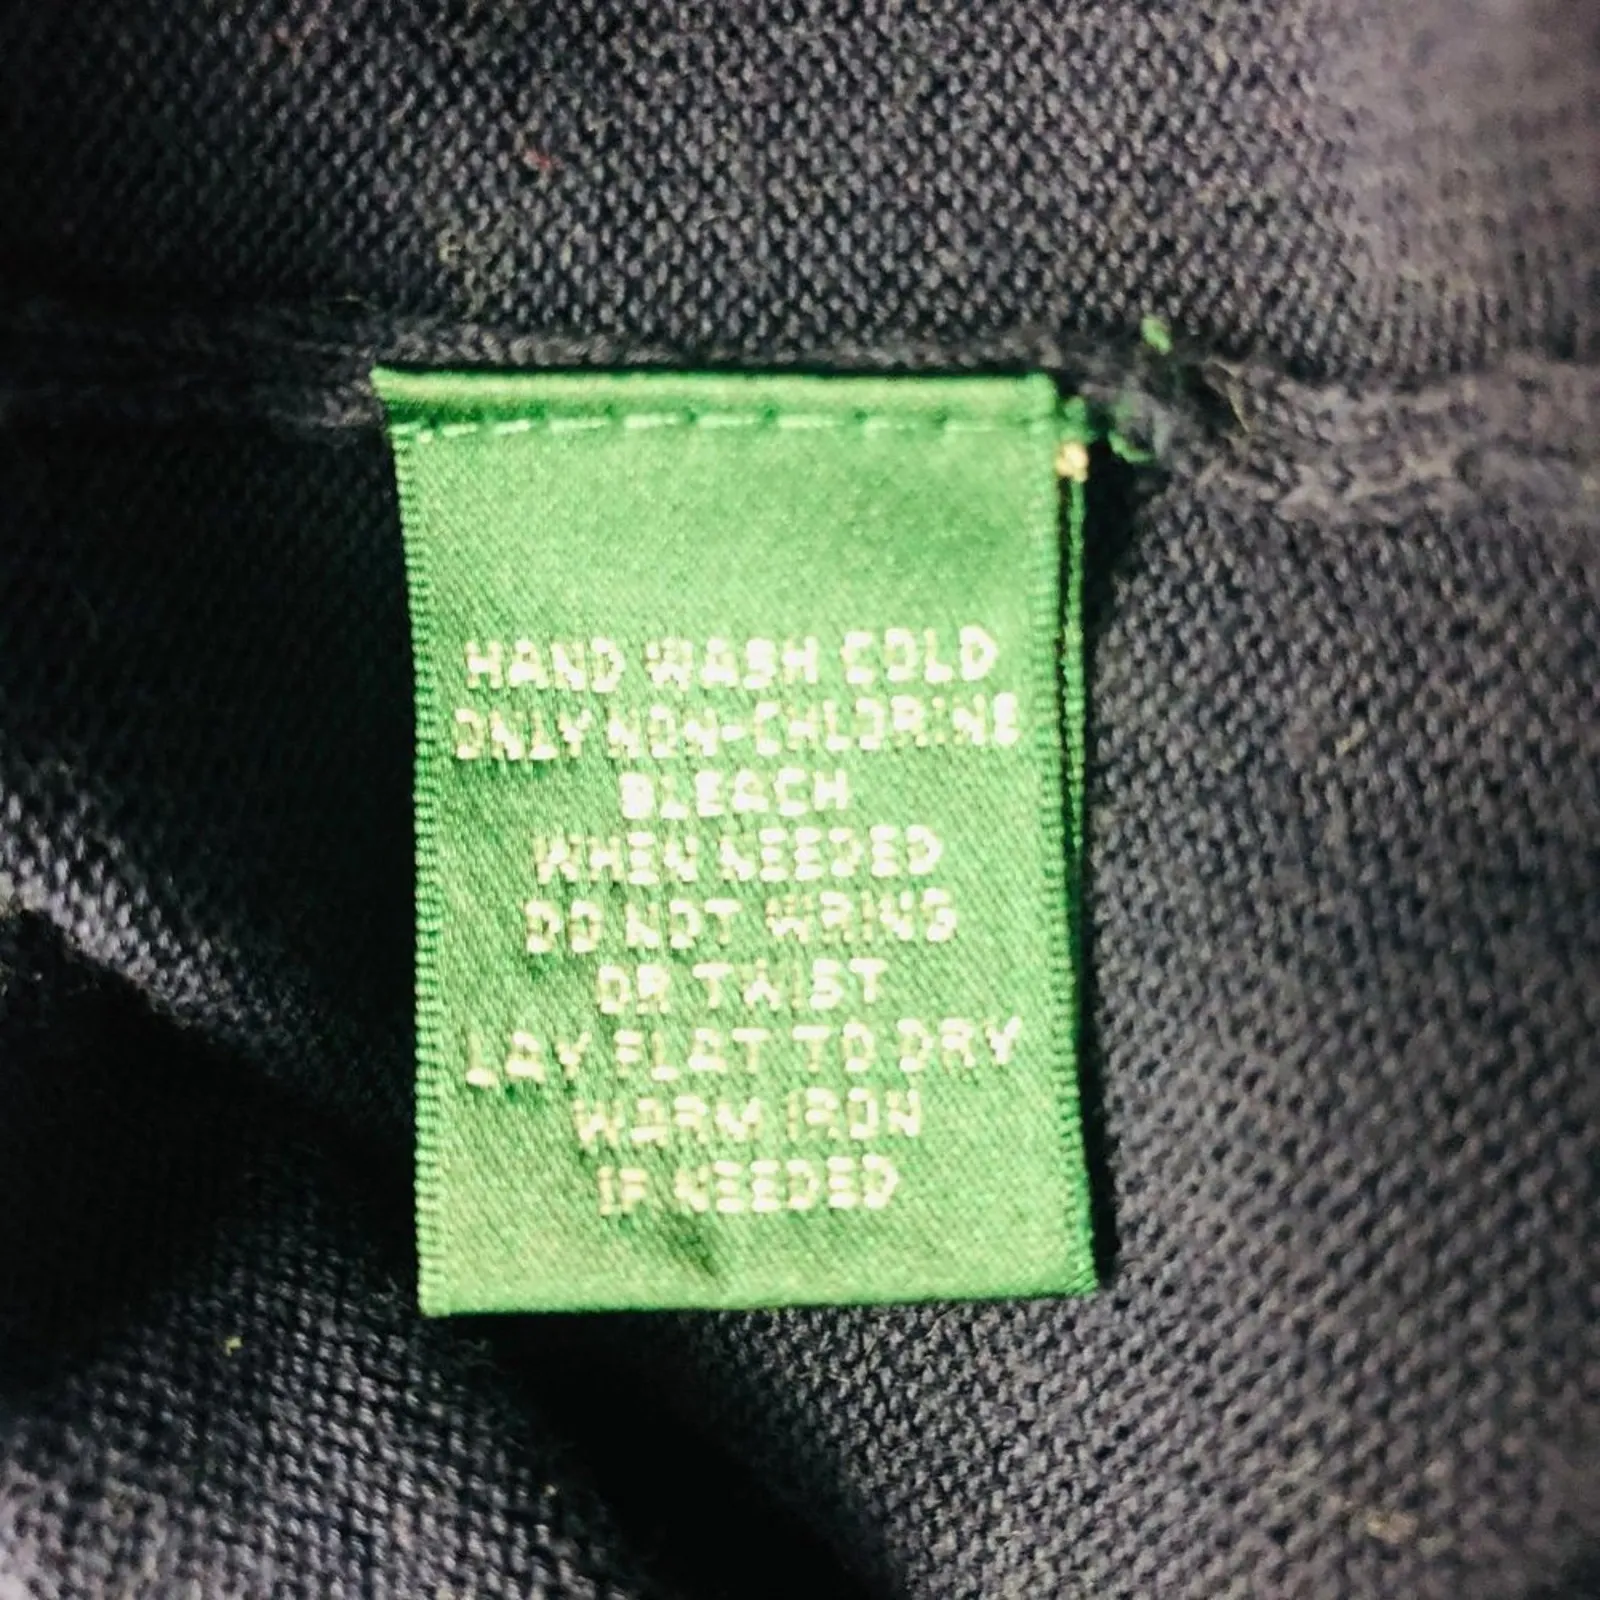 HAND WASH COLD
ONLY NON-CHLORINE
BLEACH
WHEN NEEDED
DO NOT WRING
OR TWIST
LAY FLAT TO DRY
WARM IRON
IF NEEDED